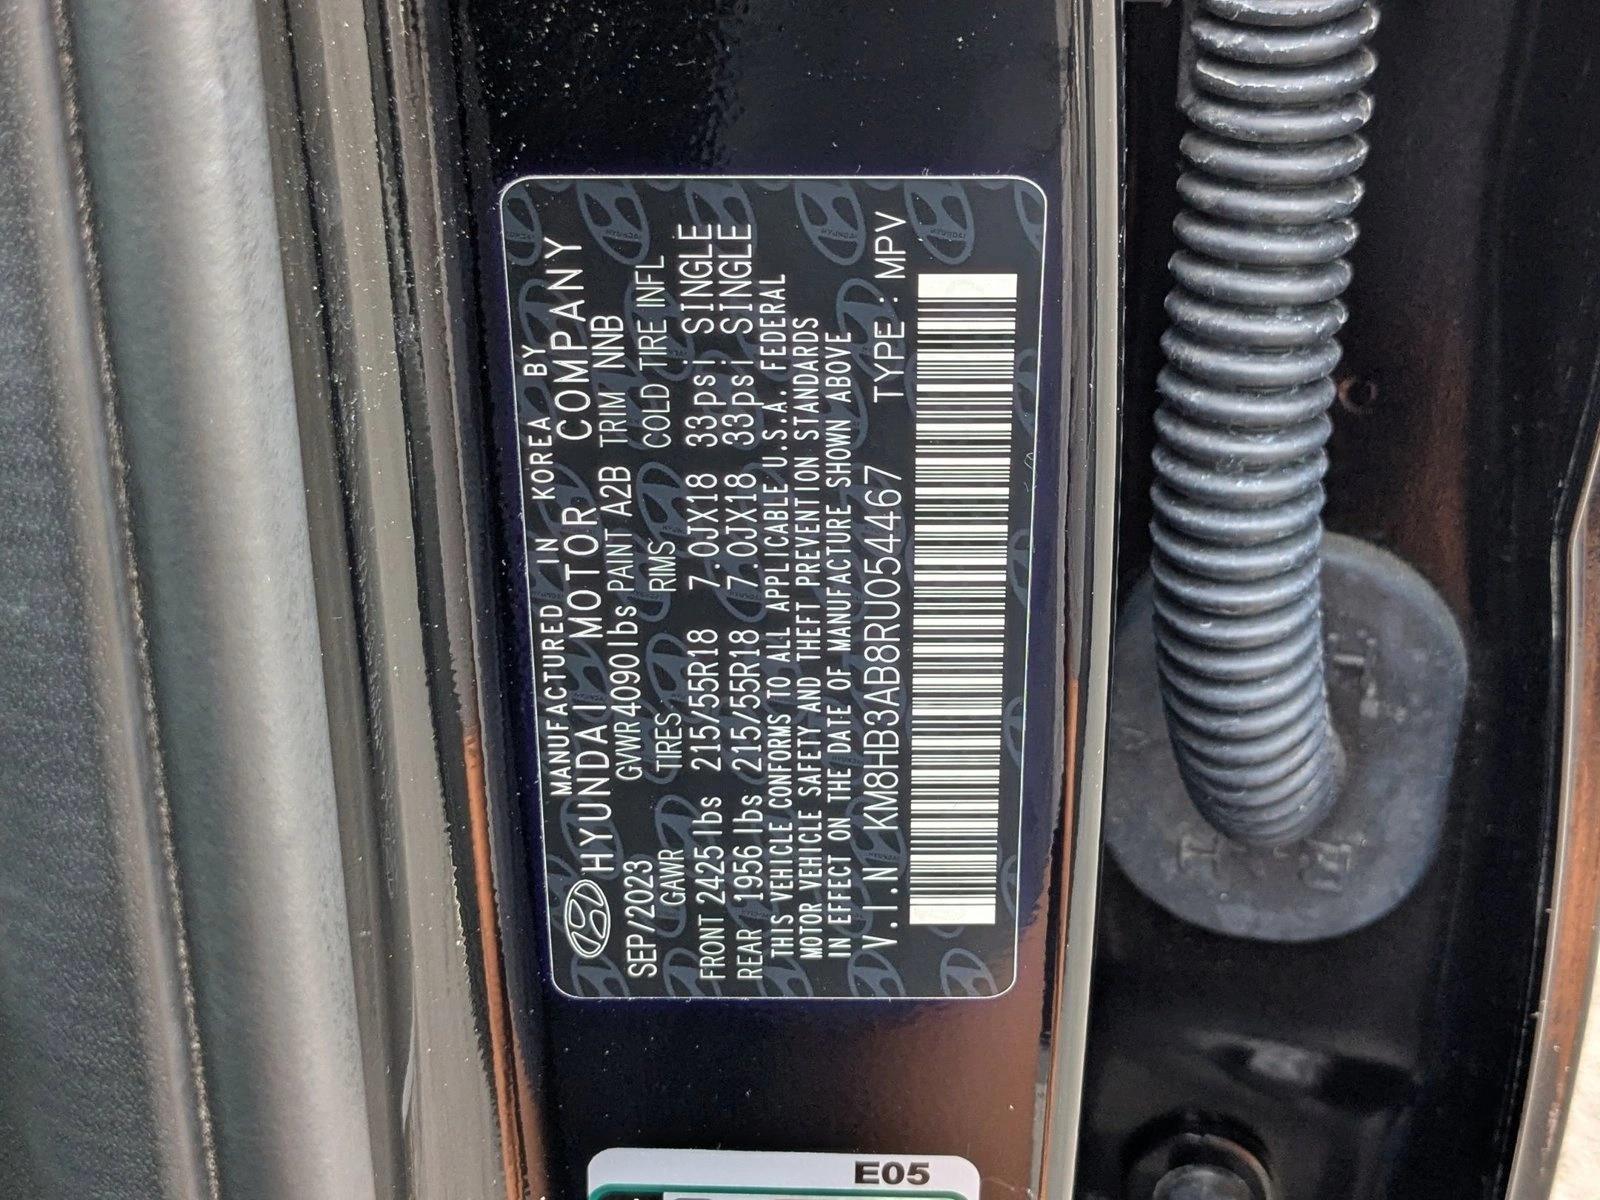 MANUFACTURED IN KOREA BY
HYUNDAI MOTOR COMPANY
SEP/2023 GVWR 4090 lbs PAINT A2B TRIM NNB
GAWR TIRES RIMS COLD TIRE INFL
FRONT 2425 lbs 215/55R18 7.0JX18 33psi SINGLE
REAR 1956 lbs 215/55R18 7.0JX18 33psi SINGLE
THIS VEHICLE CONFORMS TO ALL APPLICABLE U.S.A. FEDERAL
MOTOR VEHICLE SAFETY AND THEFT PREVENTION STANDARDS
IN EFFECT ON THE DATE OF MANUFACTURE SHOWN ABOVE
V.I.N KM8HB3AB8RU054467 TYPE : MPV
E05